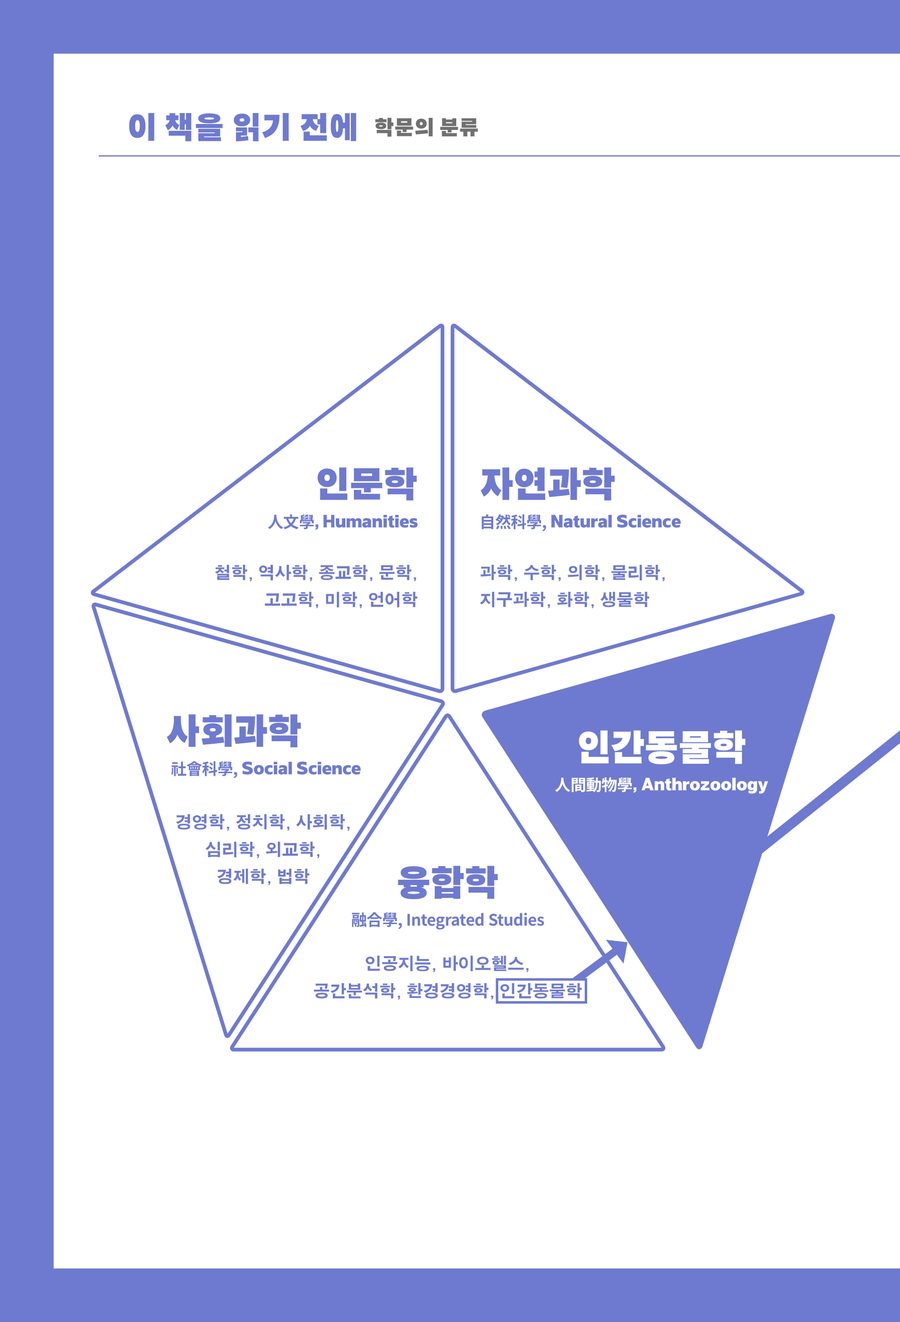 이 책을 읽기 전에 학문의 분류
인문학
人文學, Humanities
철학, 역사학, 종교학, 문학,
고고학, 미학, 언어학
자연과학
自然科學, Natural Science
과학, 수학, 의학, 물리학,
지구과학, 화학, 생물학
사회과학
社會科學, Social Science
경영학, 정치학, 사회학,
심리학, 외교학,
경제학, 법학
인간동물학
人間動物學, Anthrozoology
융합학
融合學, Integrated Studies
인공지능, 바이오헬스,
공간분석학, 환경경영학, 인간동물학